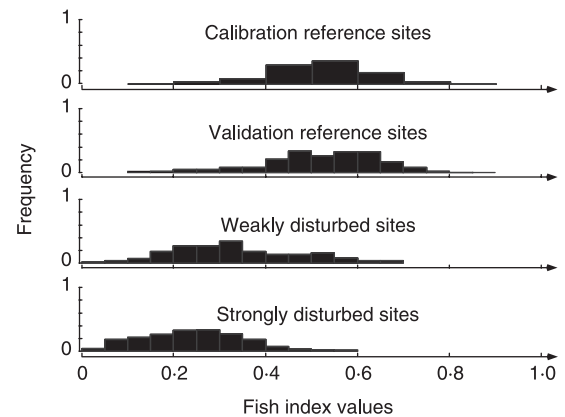 1
Calibration reference sites
0
1
Validation reference sites
0
Frequency
1
Weakly disturbed sites
0
1
Strongly disturbed sites
0
0 0·2 0·4 0·6 0·8 1·0
Fish index values